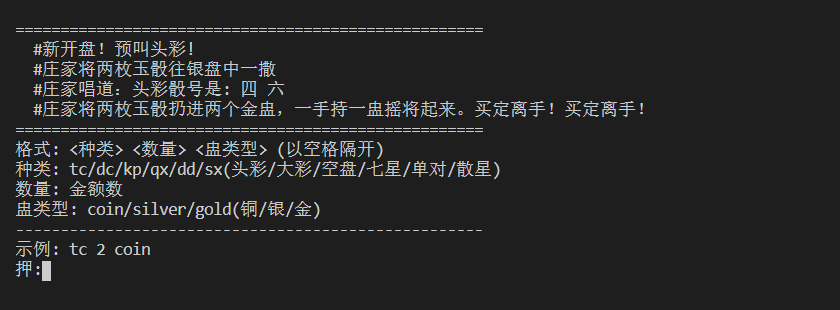 ====================================================
#新开盘！预叫头彩！
#庄家将两枚玉骰往银盘中一撒
#庄家唱道：头彩骰号是：四 六
#庄家将两枚玉骰扔进两个金盅，一手持一盅摇将起来。买定离手！买定离手！
====================================================
格式：<种类> <数量> <盅类型> (以空格隔开)
种类：tc/dc/kp/qx/dd/sx(头彩/大彩/空盘/七星/单对/散星)
数量：金额数
盅类型：coin/silver/gold(铜/银/金)
----------------------------------------------------
示例：tc 2 coin
押: